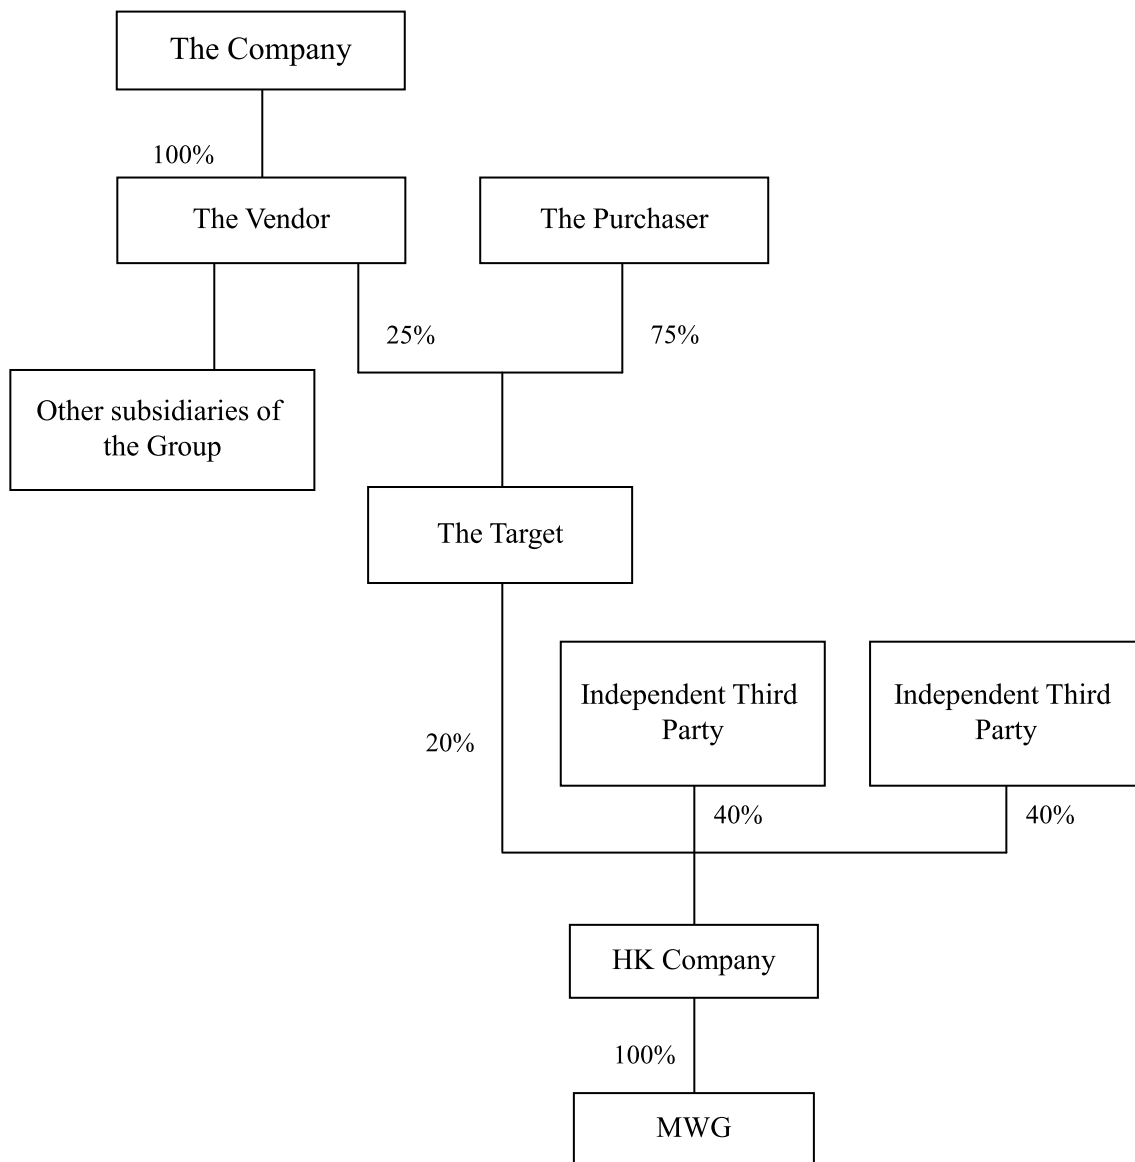 The Company
100%
The Vendor
The Purchaser
25%
75%
Other subsidiaries of
the Group
The Target
Independent Third
Party
Independent Third
Party
20%
40%
40%
HK Company
100%
MWG